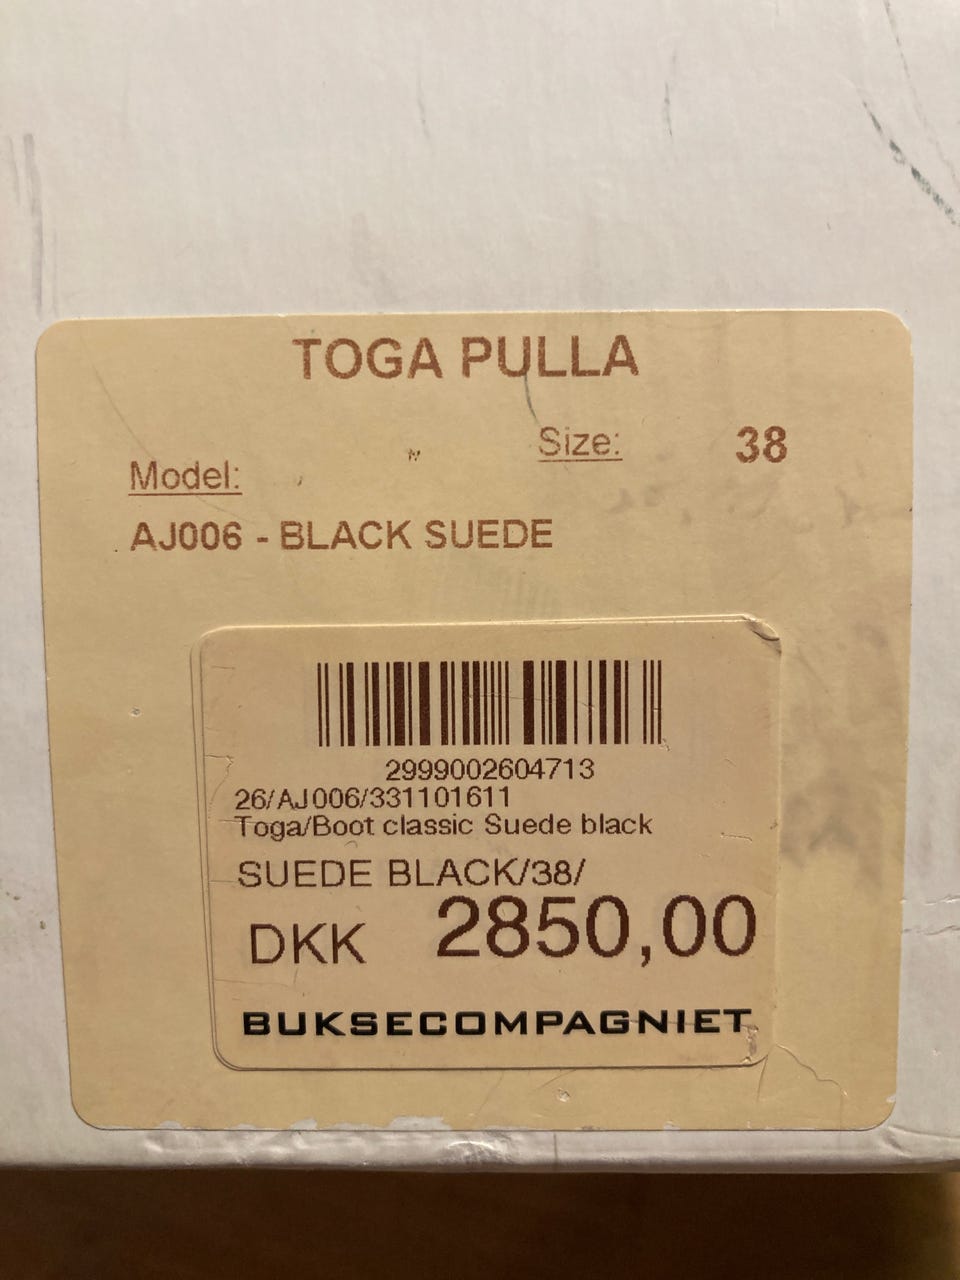 TOGA PULLA
Size: 38
Model:
AJ006 - BLACK SUEDE
2999002604713
26/AJ006/331101611
Toga/Boot classic Suede black
SUEDE BLACK/38/
DKK 2850,00
BUKSECOMPAGNIET